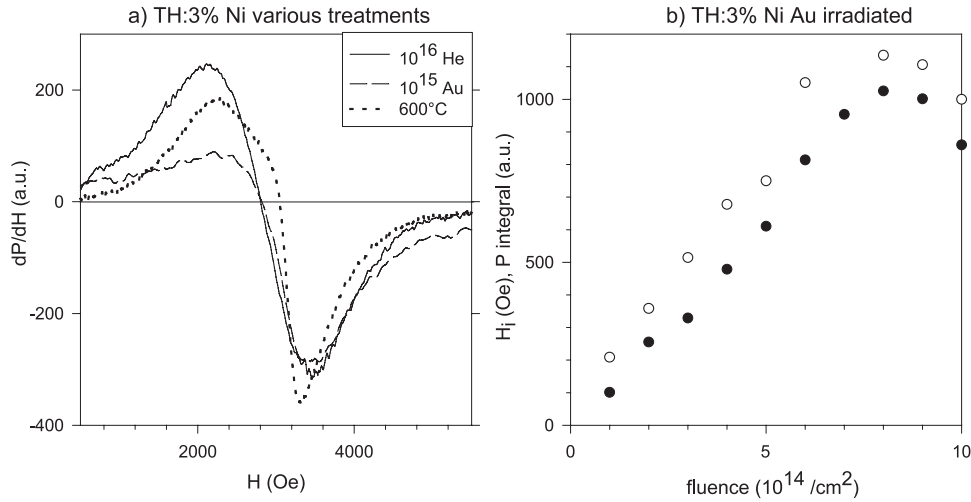 a) TH:3% Ni various treatments
10^16 He
10^15 Au
600°C
200
0
-200
-400
dP/dH (a.u.)
2000
4000
H (Oe)
b) TH:3% Ni Au irradiated
1000
500
0
H_i (Oe), P integral (a.u.)
0
5
10
fluence (10^14 /cm^2)